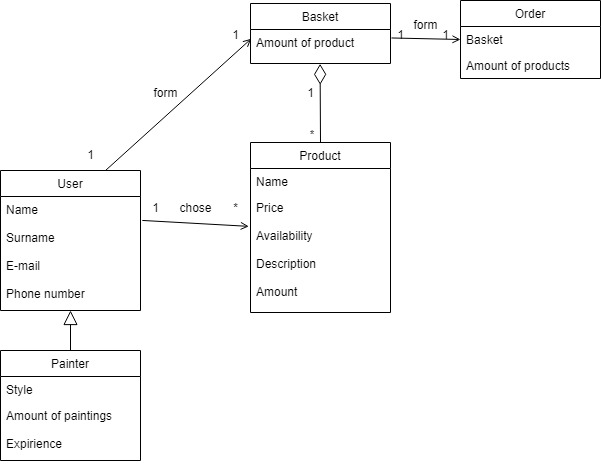 Basket
Amount of product
1
form
1
1 form 1
Order
Basket
Amount of products
1
*
Product
Name
Price
Availability
Description
Amount
User
Name
Surname
E-mail
Phone number
1 chose *
Painter
Style
Amount of paintings
Expirience